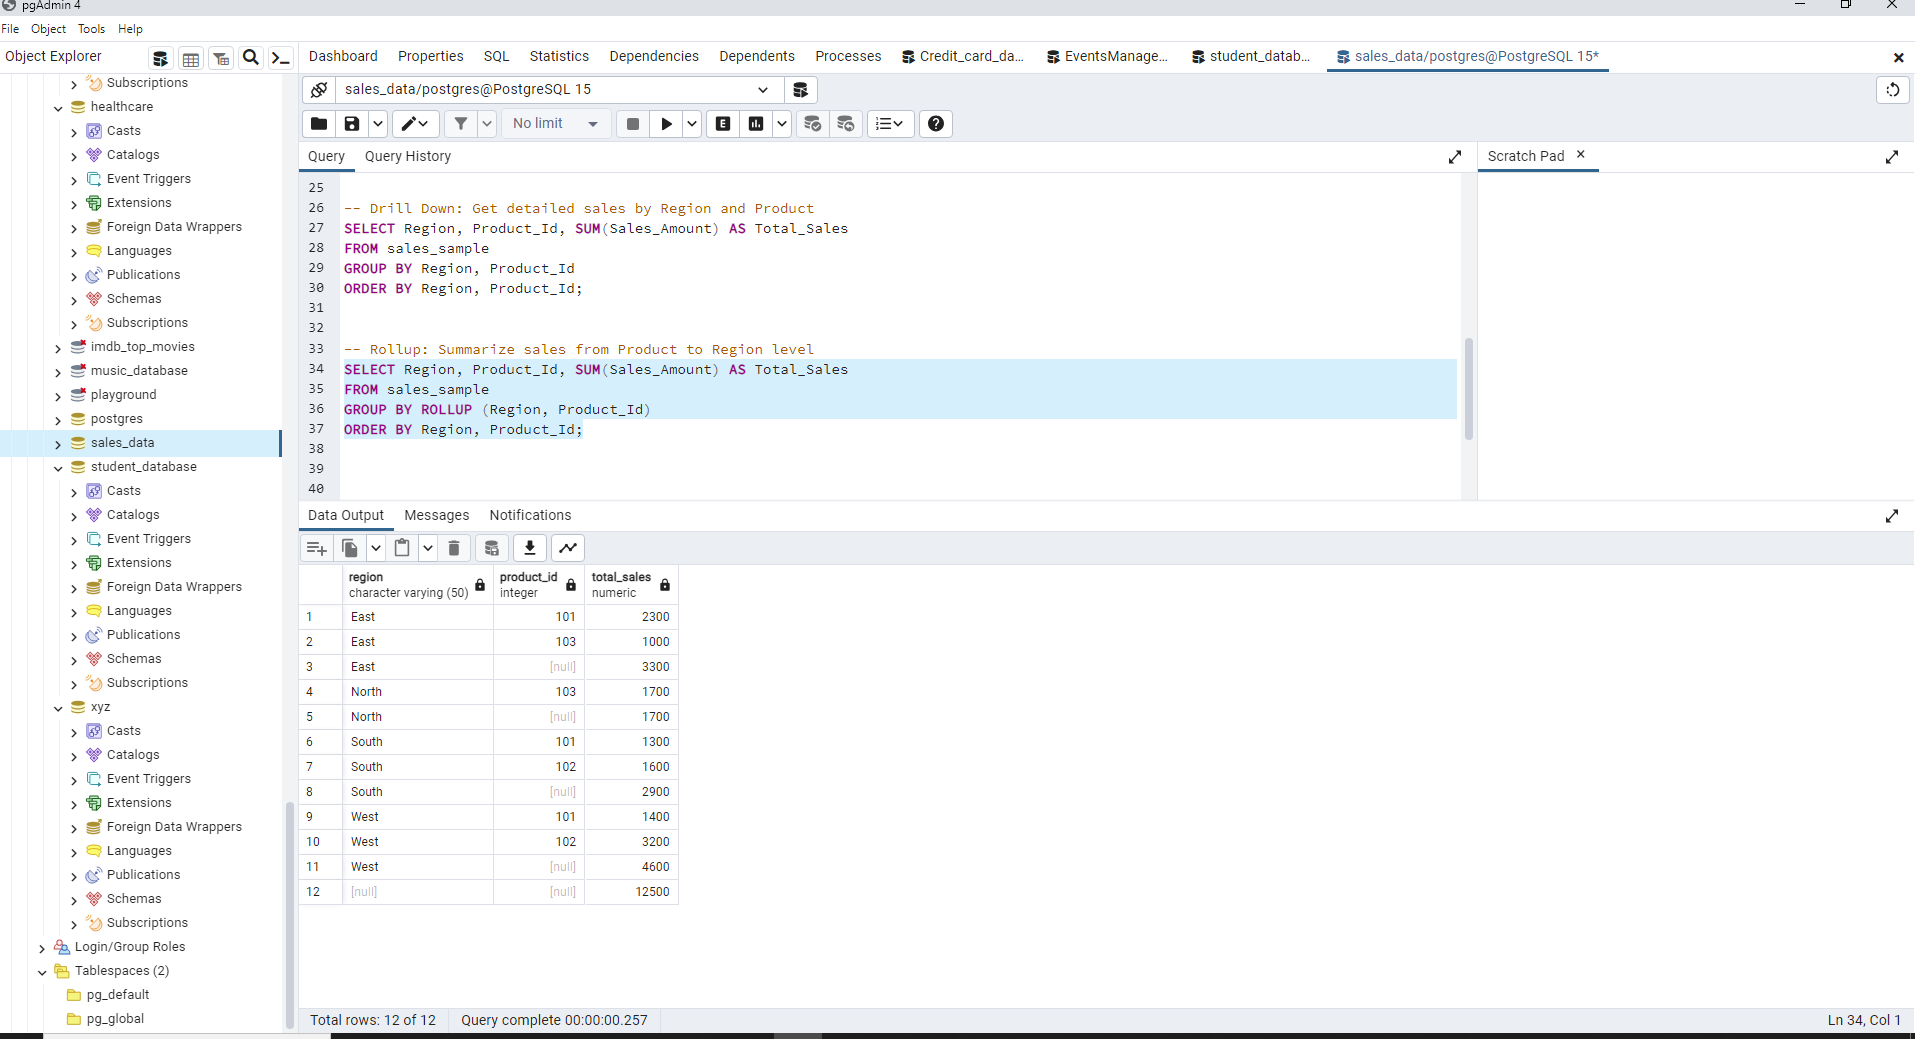 pgAdmin 4
File Object Tools Help
Object Explorer
Dashboard Properties SQL Statistics Dependencies Dependents Processes Credit_card_da... EventsManage... student_datab... sales_data/postgres@PostgreSQL 15*
sales_data/postgres@PostgreSQL 15
No limit
E
Query Query History
Scratch Pad
Subscriptions
healthcare
Casts
Catalogs
Event Triggers
Extensions
Foreign Data Wrappers
Languages
Publications
Schemas
Subscriptions
imdb_top_movies
music_database
playground
postgres
sales_data
student_database
Casts
Catalogs
Event Triggers
Extensions
Foreign Data Wrappers
Languages
Publications
Schemas
Subscriptions
xyz
Casts
Catalogs
Event Triggers
Extensions
Foreign Data Wrappers
Languages
Publications
Schemas
Subscriptions
Login/Group Roles
Tablespaces (2)
pg_default
pg_global
25
26 -- Drill Down: Get detailed sales by Region and Product
27 SELECT Region, Product_Id, SUM(Sales_Amount) AS Total_Sales
28 FROM sales_sample
29 GROUP BY Region, Product_Id
30 ORDER BY Region, Product_Id;
31
32
33 -- Rollup: Summarize sales from Product to Region level
34 SELECT Region, Product_Id, SUM(Sales_Amount) AS Total_Sales
35 FROM sales_sample
36 GROUP BY ROLLUP (Region, Product_Id)
37 ORDER BY Region, Product_Id;
38
39
40
Data Output Messages Notifications
region product_id total_sales
character varying (50) integer numeric
1 East 101 2300
2 East 103 1000
3 East [null] 3300
4 North 103 1700
5 North [null] 1700
6 South 101 1300
7 South 102 1600
8 South [null] 2900
9 West 101 1400
10 West 102 3200
11 West [null] 4600
12 [null] [null] 12500
Total rows: 12 of 12 Query complete 00:00:00.257 Ln 34, Col 1